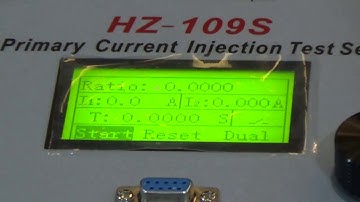 HZ-109S
Primary Current Injection Test Se
Ratio: 0.0000
I₁:0.0 A I₂:0.000A
T: 0.0000 S
Start Reset Dual